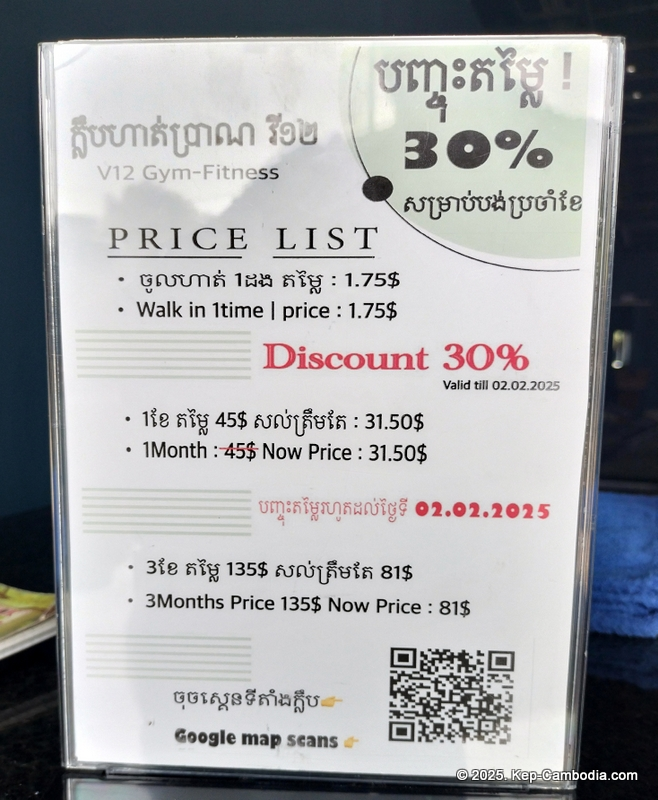 បញ្ចុះតម្លៃ !
30%
សម្រាប់បង់ប្រចាំខែ
ក្លឹបហាត់ប្រាណ វី១២
V12 Gym-Fitness
PRICE LIST
• ចូលហាត់ 1ដង តម្លៃ : 1.75$
• Walk in 1time | price : 1.75$
Discount 30%
Valid till 02.02.2025
• 1ខែ តម្លៃ 45$ សល់ត្រឹមតែ : 31.50$
• 1Month : 45$ Now Price : 31.50$
បញ្ចុះតម្លៃរហូតដល់ថ្ងៃទី 02.02.2025
• 3ខែ តម្លៃ 135$ សល់ត្រឹមតែ 81$
• 3Months Price 135$ Now Price : 81$
ចុចស្គេនទីតាំងក្លឹប👉
Google map scans 👉
© 2025. Kep-Cambodia.com